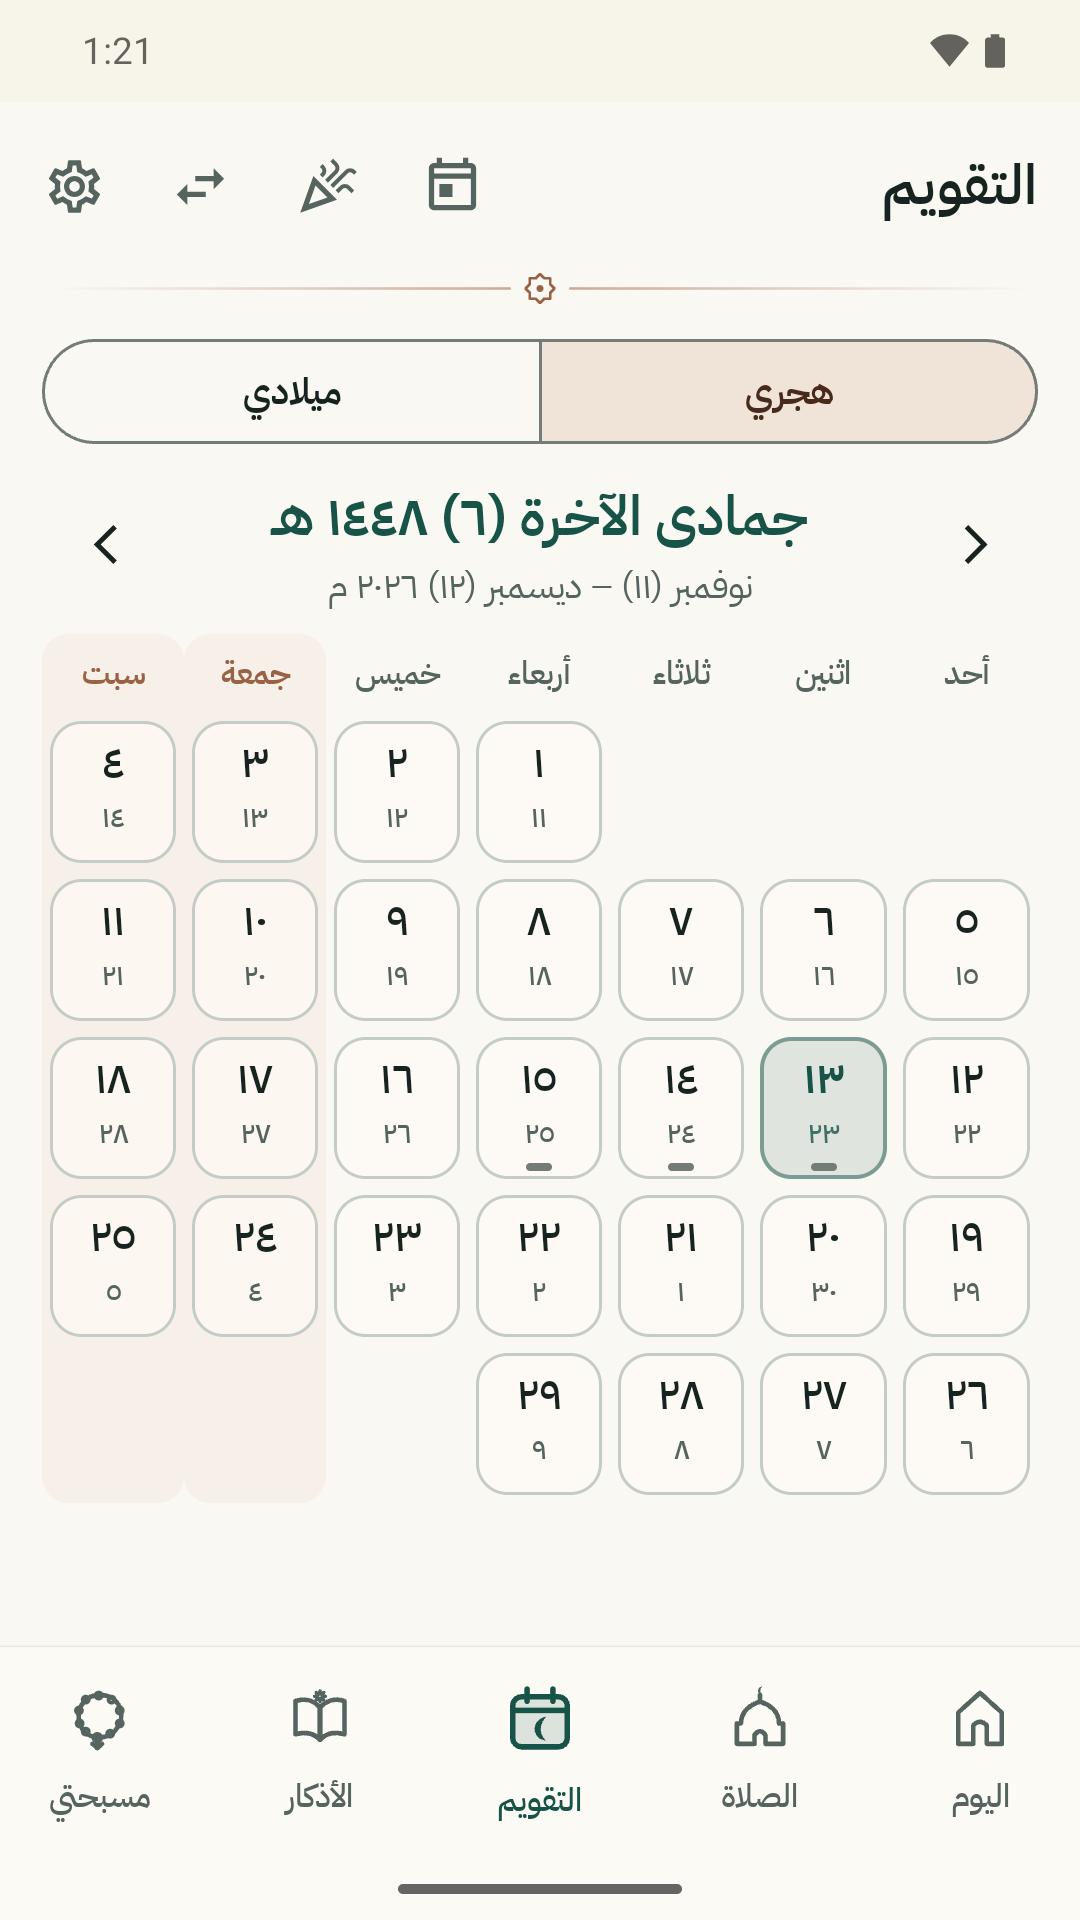 1:21
التقويم
هجري ميلادي
جمادى الآخرة (٦) ١٤٤٨ هـ
نوفمبر (١١) – ديسمبر (١٢) ٢٠٢٦ م
أحد اثنين ثلاثاء أربعاء خميس جمعة سبت
١ ٢ ٣ ٤
١١ ١٢ ١٣ ١٤
٥ ٦ ٧ ٨ ٩ ١٠ ١١
١٥ ١٦ ١٧ ١٨ ١٩ ٢٠ ٢١
١٢ ١٣ ١٤ ١٥ ١٦ ١٧ ١٨
٢٢ ٢٣ ٢٤ ٢٥ ٢٦ ٢٧ ٢٨
١٩ ٢٠ ٢١ ٢٢ ٢٣ ٢٤ ٢٥
٢٩ ٣٠ ١ ٢ ٣ ٤ ٥
٢٦ ٢٧ ٢٨ ٢٩
٦ ٧ ٨ ٩
اليوم الصلاة التقويم الأذكار مسبحتي